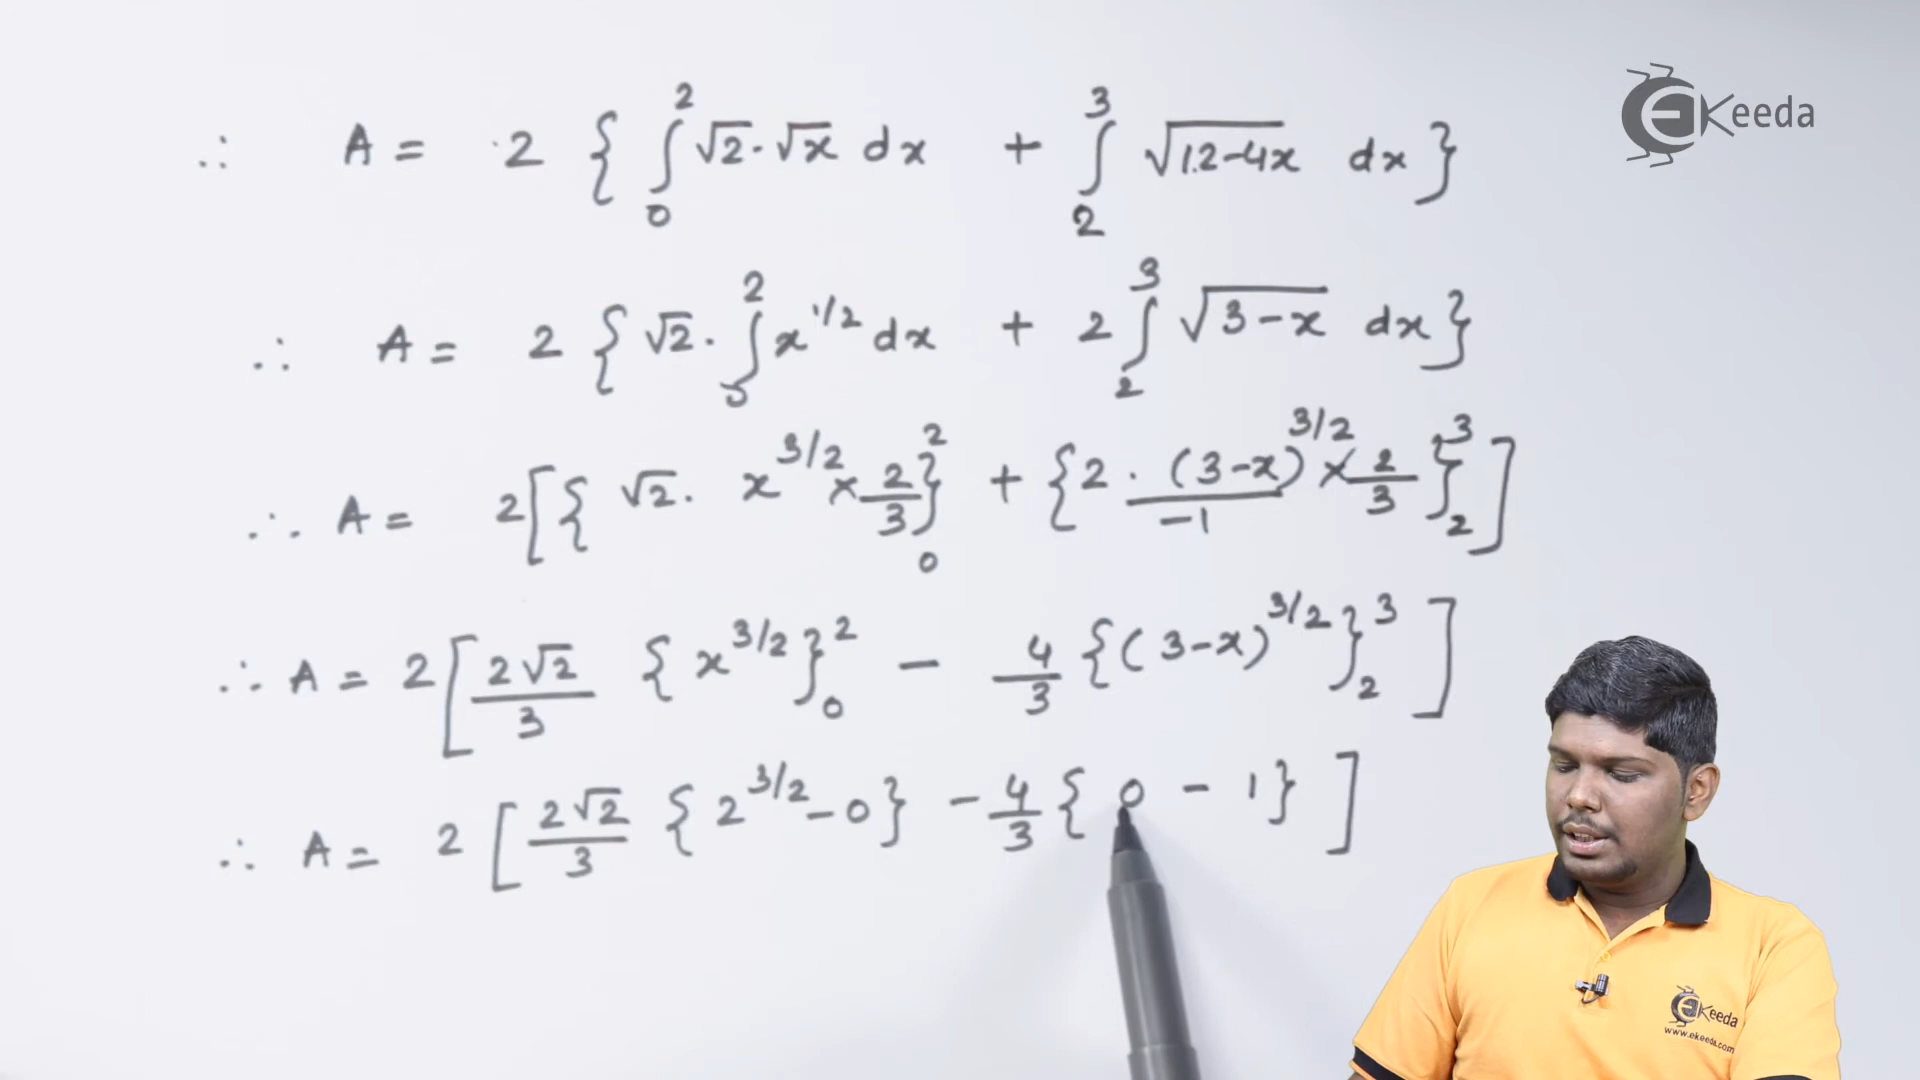 EKeeda
∴ A = 2 { ∫₀² √2·√x dx + ∫₂³ √(12-4x) dx }
∴ A = 2 { √2· ∫₀² x^1/2 dx + 2 ∫₂³ √(3-x) dx }
∴ A = 2 [ { √2· x^3/2 × 2/3 }₀² + { 2 · (3-x)^3/2 / -1 × 2/3 }₂³ ]
∴ A = 2 [ 2√2/3 { x^3/2 }₀² - 4/3 { (3-x)^3/2 }₂³ ]
∴ A = 2 [ 2√2/3 { 2^3/2 - 0 } - 4/3 { 0 - 1 } ]
EKeeda
www.ekeeda.com